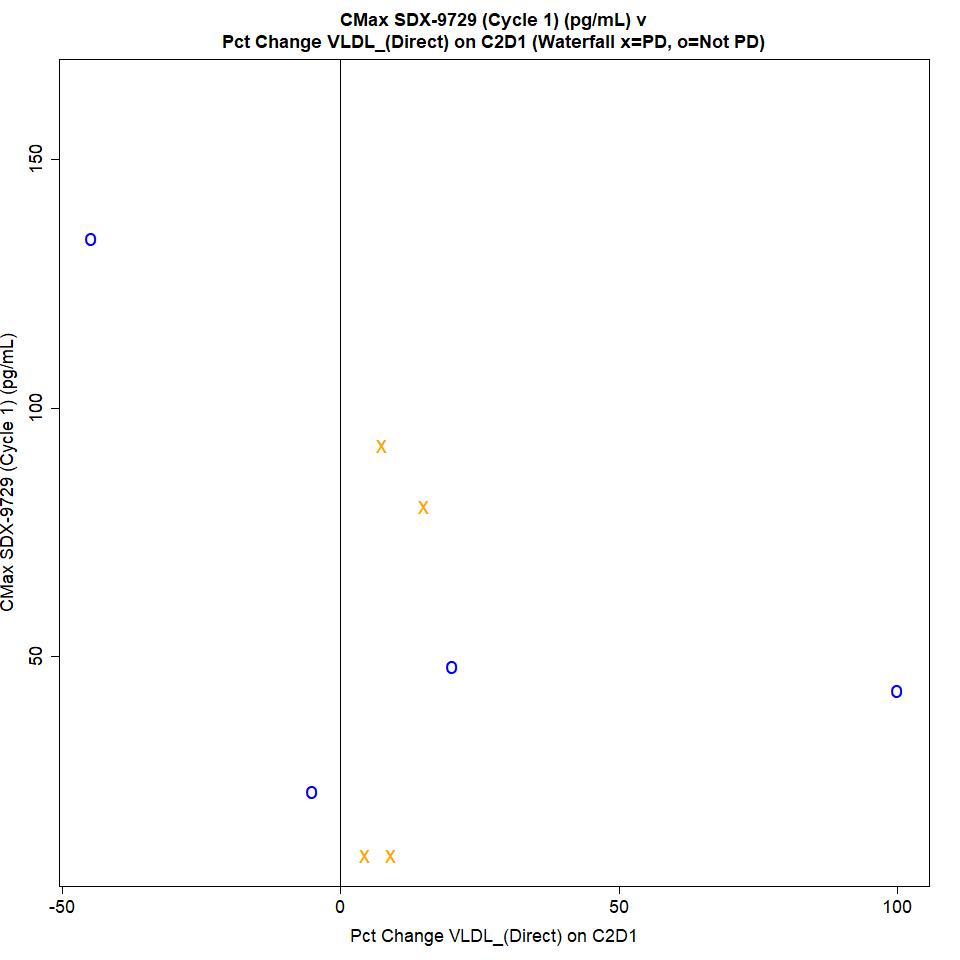 CMax SDX-9729 (Cycle 1) (pg/mL) v
Pct Change VLDL_(Direct) on C2D1 (Waterfall x=PD, o=Not PD)
CMax SDX-9729 (Cycle 1) (pg/mL)
150
100
50
O
X
X
O
O
O
X X
-50 0 50 100
Pct Change VLDL_(Direct) on C2D1